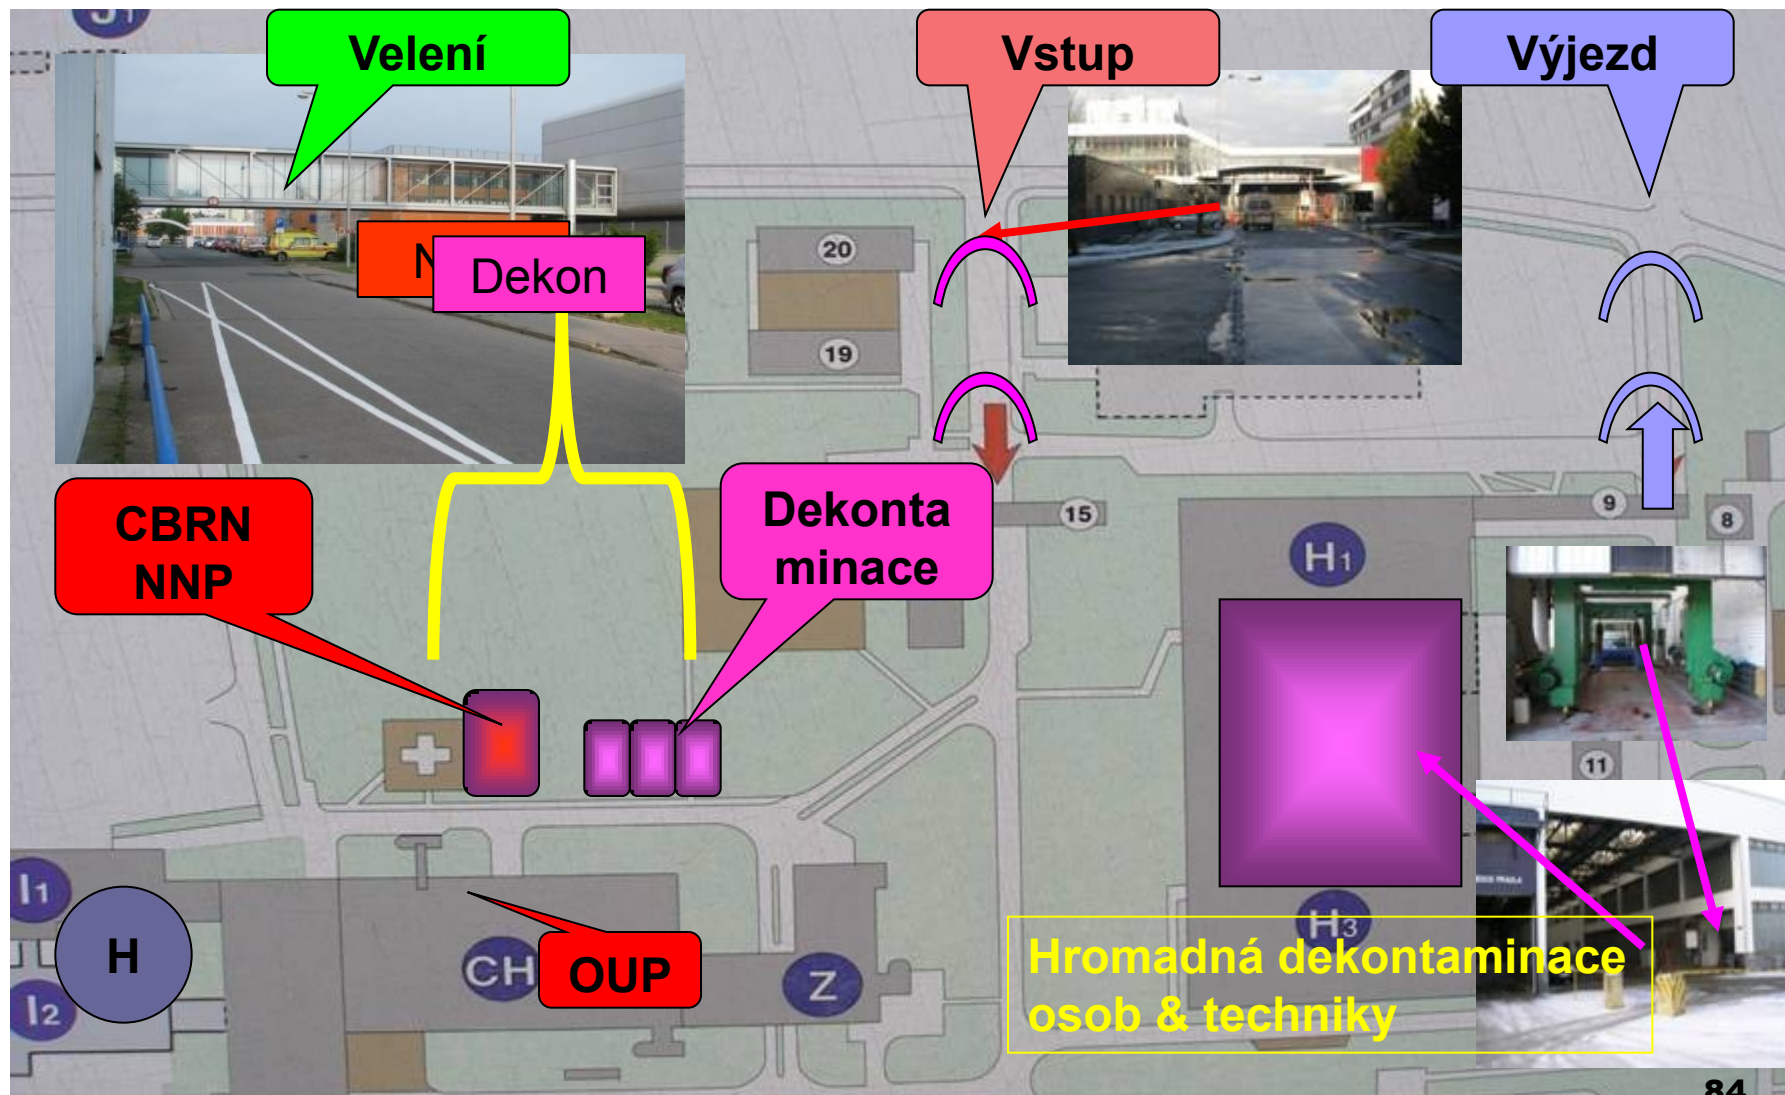 J1
Velení
Vstup
Výjezd
N
Dekon
20
19
CBRN
NNP
Dekonta
minace
15
9
8
H1
11
I1
H
CH
OUP
Z
H3
Hromadná dekontaminace
osob & techniky
I2
84